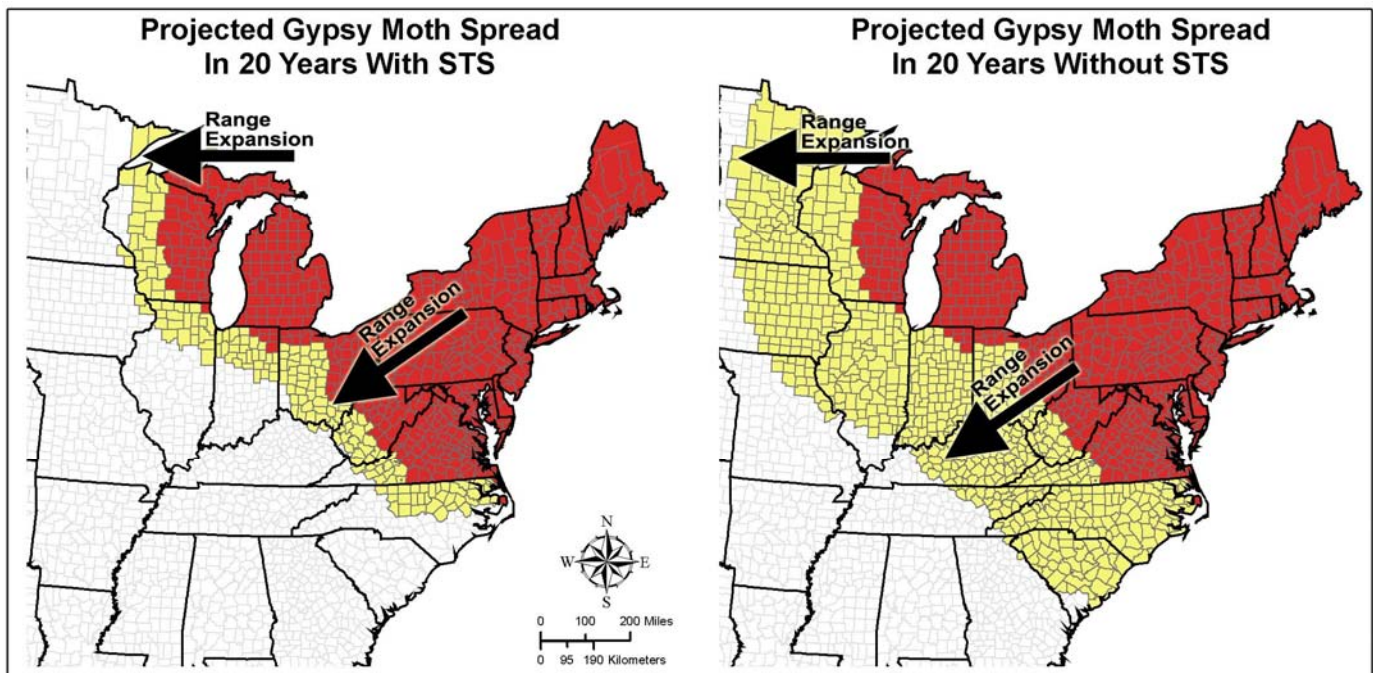 Projected Gypsy Moth Spread
In 20 Years With STS
Range
Expansion
Range
Expansion
N
W E
S
0 100 200 Miles
0 95 190 Kilometers
Projected Gypsy Moth Spread
In 20 Years Without STS
Range
Expansion
Range
Expansion